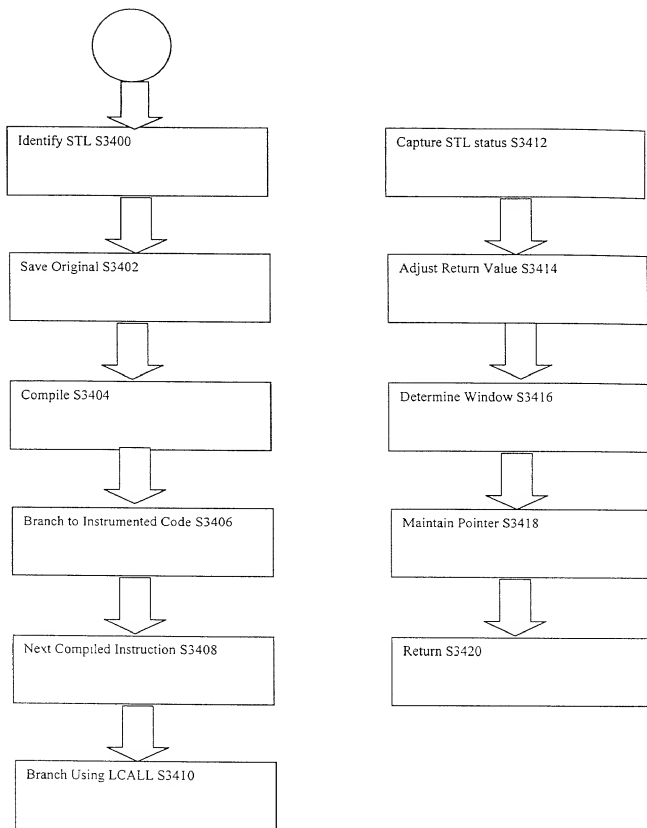 Identify STL S3400
Save Original S3402
Compile S3404
Branch to Instrumented Code S3406
Next Compiled Instruction S3408
Branch Using LCALL S3410
Capture STL status S3412
Adjust Return Value S3414
Determine Window S3416
Maintain Pointer S3418
Return S3420